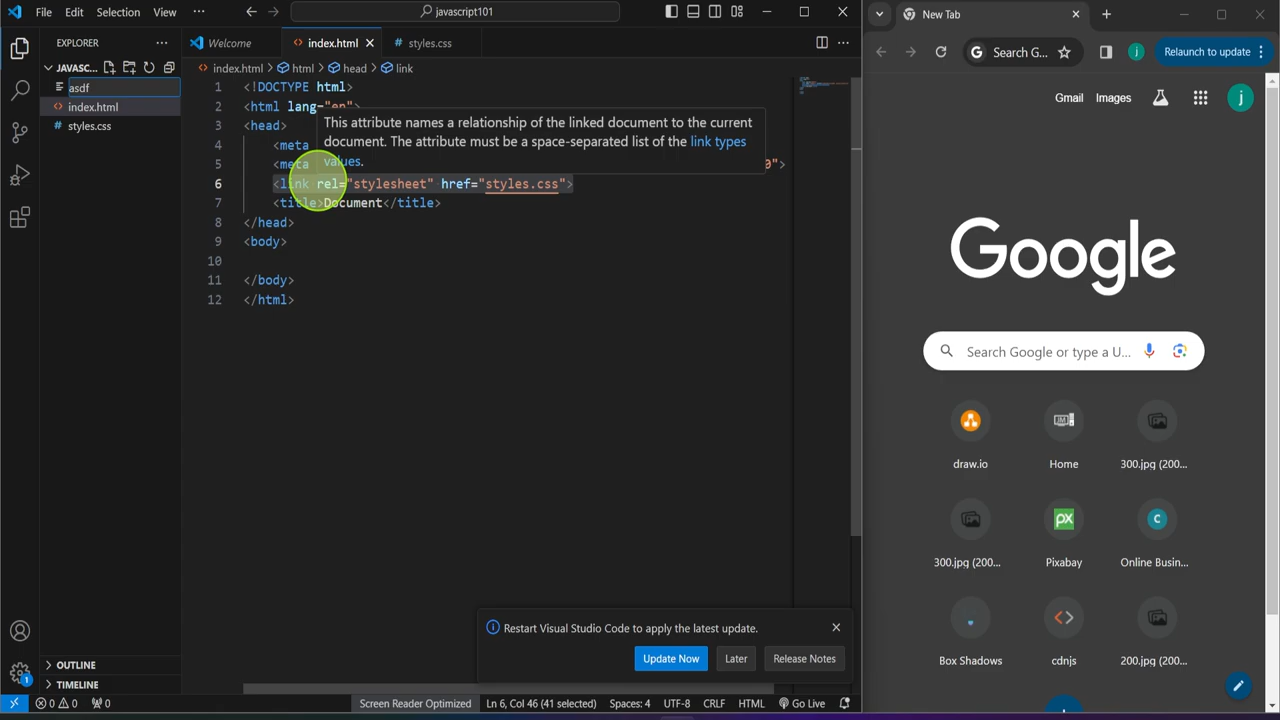 File Edit Selection View ··· javascript101
New Tab
EXPLORER ···
Welcome
index.html
styles.css
Search G...
Relaunch to update
JAVASC...
index.html > html > head > link
asdf
index.html
styles.css
Gmail Images
j
1 <!DOCTYPE html>
2 <html lang="en">
3 <head>
This attribute names a relationship of the linked document to the current
document. The attribute must be a space-separated list of the link types
values.
4 <meta
5 <meta 0">
6 <link rel="stylesheet" href="styles.css">
7 <title>Document</title>
8 </head>
9 <body>
10
11 </body>
12 </html>
Google
Search Google or type a U...
draw.io
Home
300.jpg (200...
300.jpg (200...
Pixabay
Online Busin...
Box Shadows
cdnjs
200.jpg (200...
px
C
Restart Visual Studio Code to apply the latest update.
Update Now Later Release Notes
OUTLINE
TIMELINE
1
0 0 0 Screen Reader Optimized Ln 6, Col 46 (41 selected) Spaces: 4 UTF-8 CRLF HTML Go Live